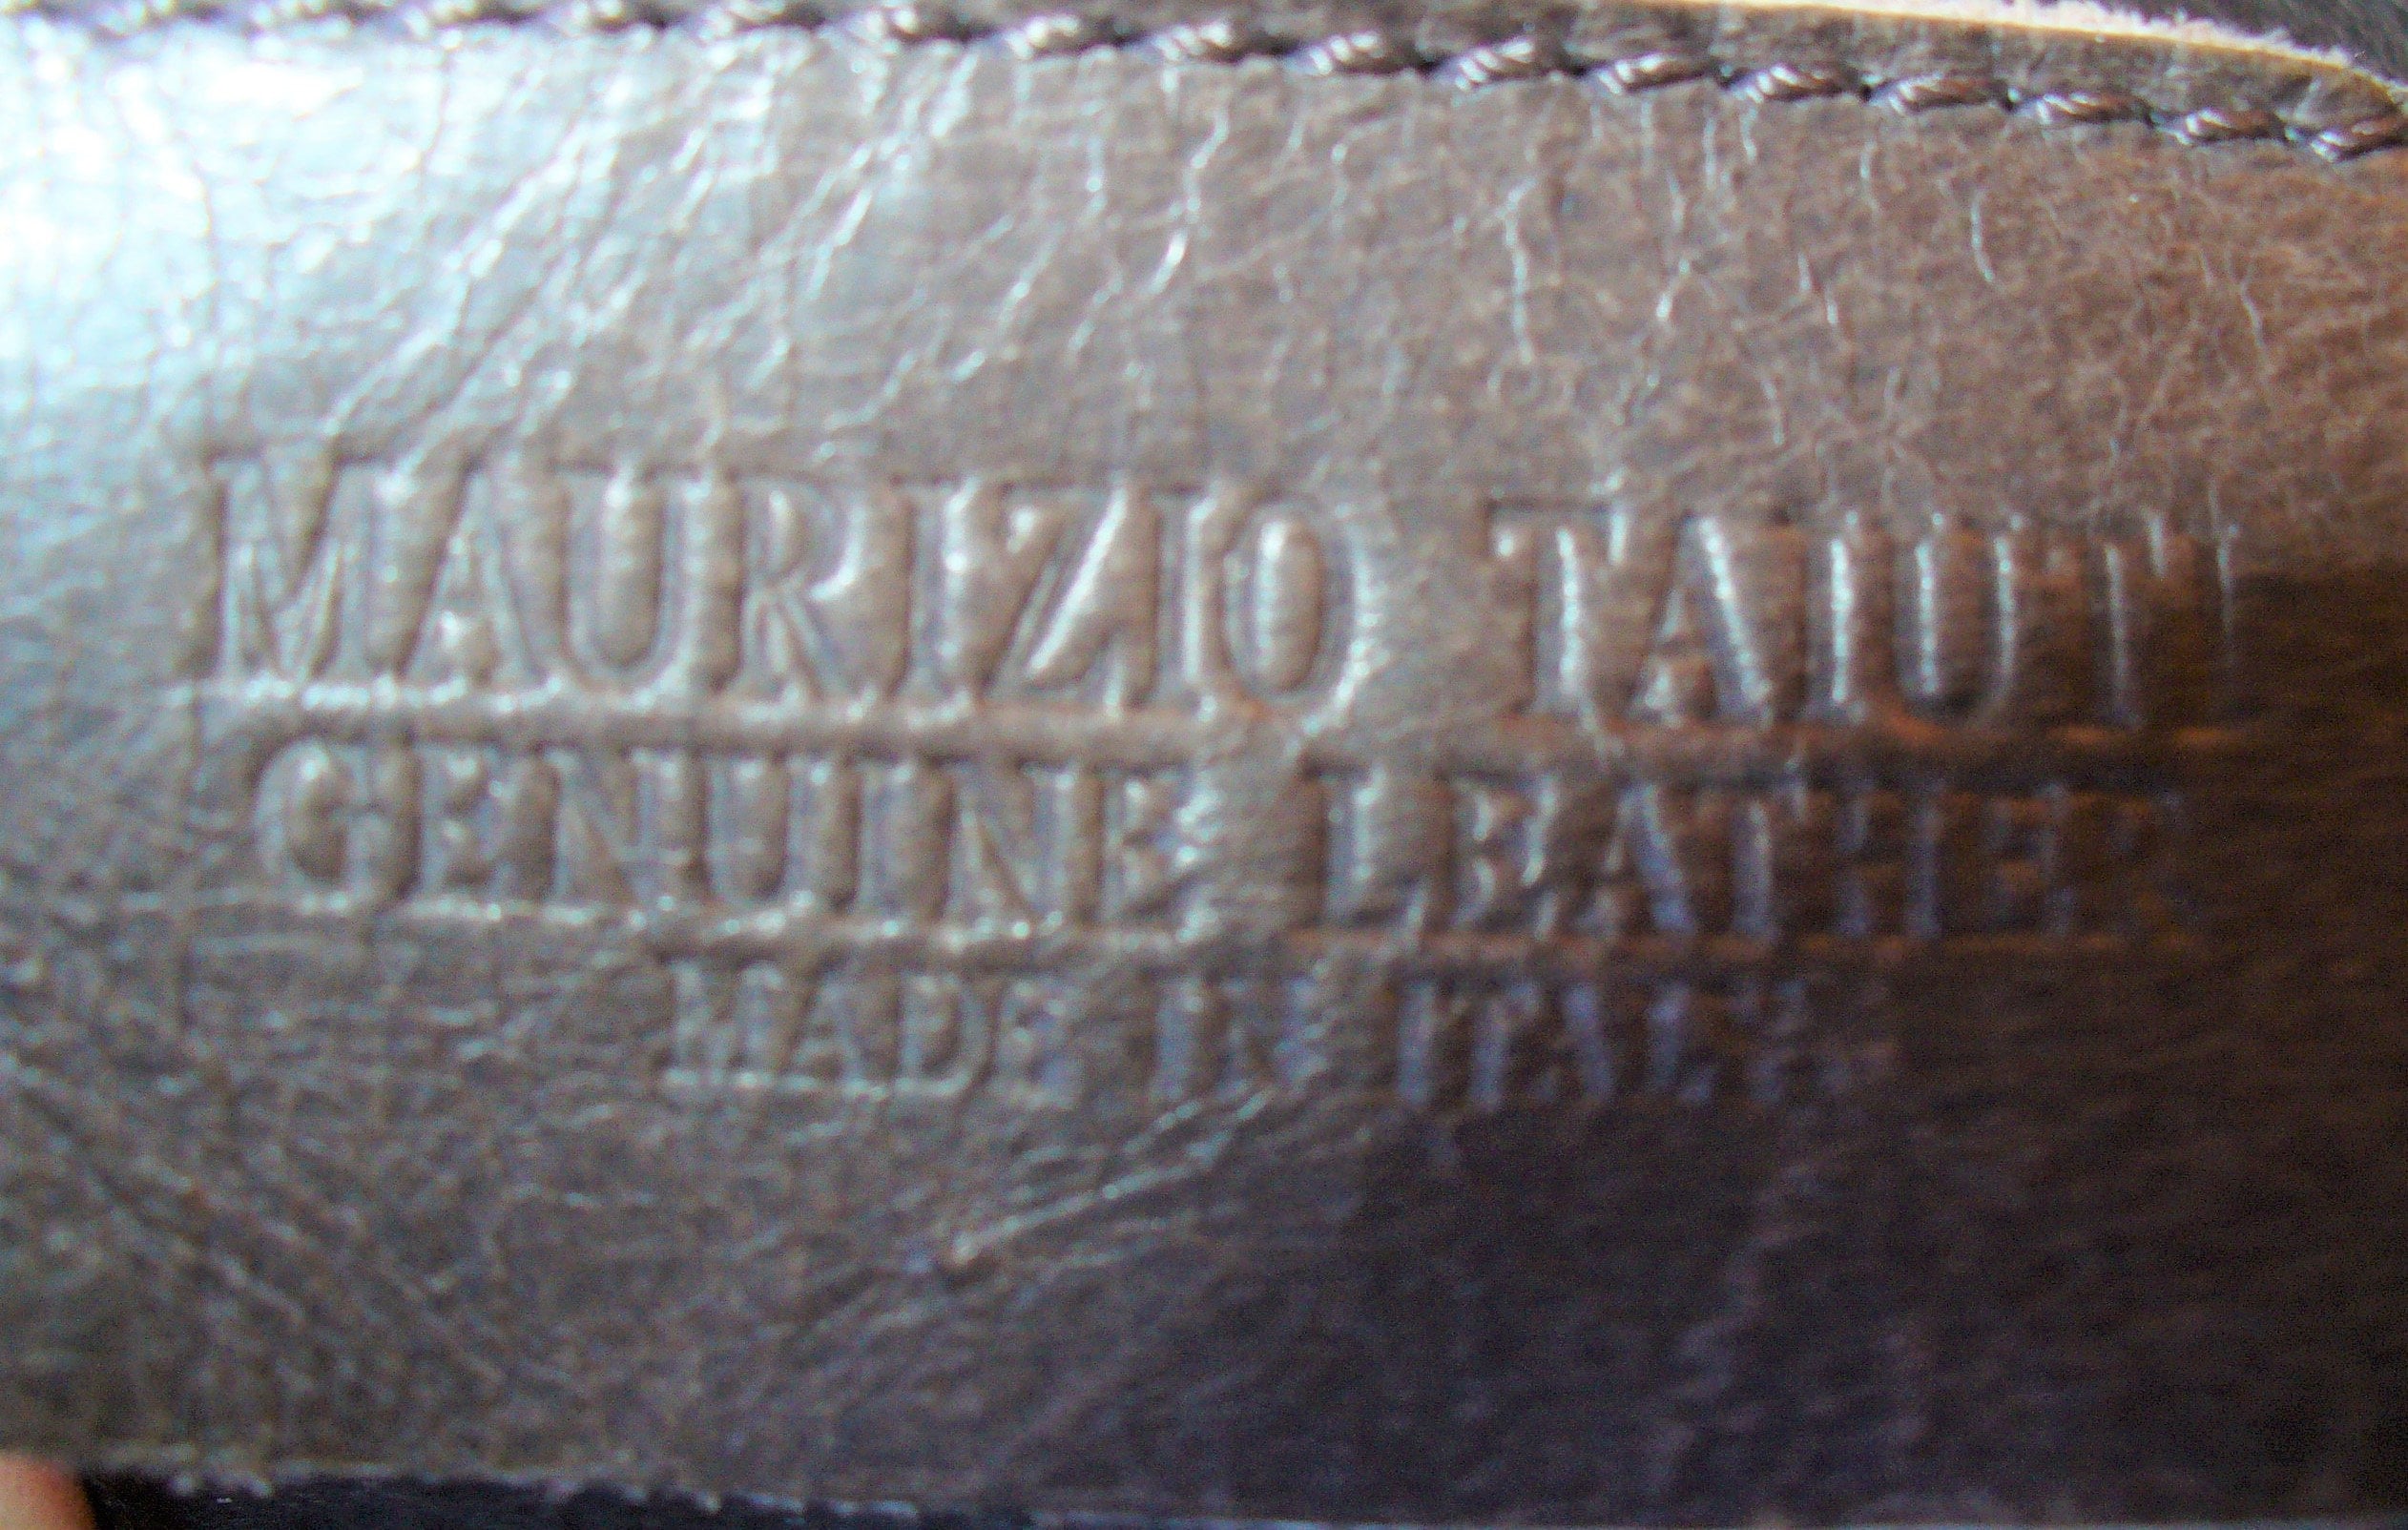 MAURIZIO TAIUTI
GENUINE LEATHER
MADE IN ITALY